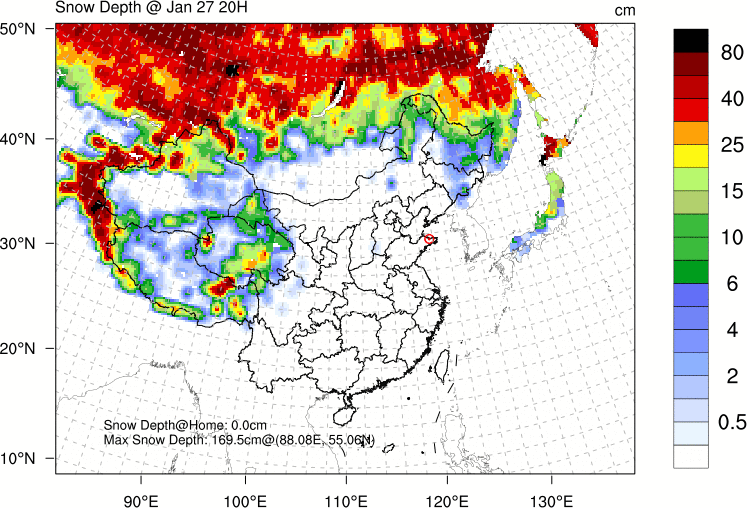 Snow Depth @ Jan 27 20H
cm
50°N
40°N
30°N
20°N
10°N
Snow Depth@Home: 0.0cm
Max Snow Depth: 169.5cm@(88.08E, 55.06N)
90°E 100°E 110°E 120°E 130°E
80
40
25
15
10
6
4
2
0.5